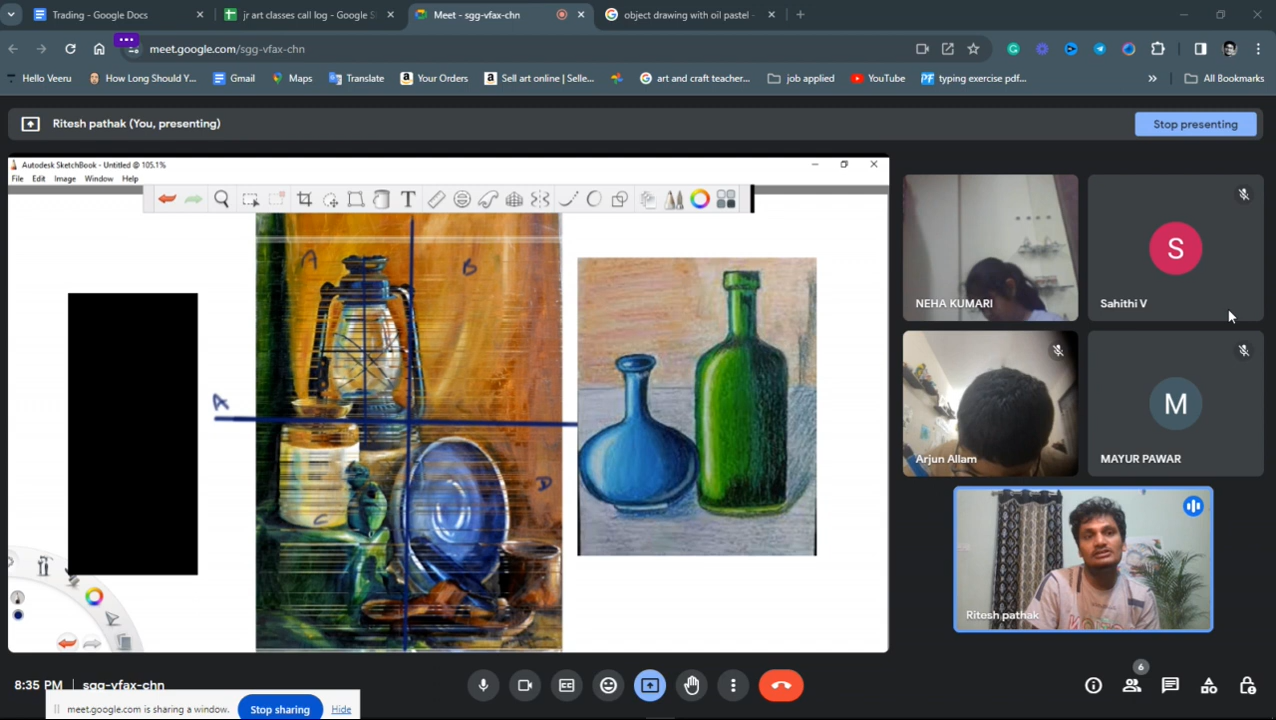 Trading - Google Docs
jr art classes call log - Google S
Meet - sgg-vfax-chn
object drawing with oil pastel -
meet.google.com/sgg-vfax-chn
Hello Veeru
How Long Should Y...
Gmail
Maps
Translate
Your Orders
Sell art online | Selle...
art and craft teacher...
job applied
YouTube
typing exercise pdf...
»
All Bookmarks
Ritesh pathak (You, presenting)
Stop presenting
Autodesk SketchBook - Untitled @ 105.1%
File Edit Image Window Help
A
B
A
C
D
NEHA KUMARI
S
Sahithi V
Arjun Allam
M
MAYUR PAWAR
Ritesh pathak
8:35 PM | sgg-vfax-chn
6
meet.google.com is sharing a window.
Stop sharing
Hide